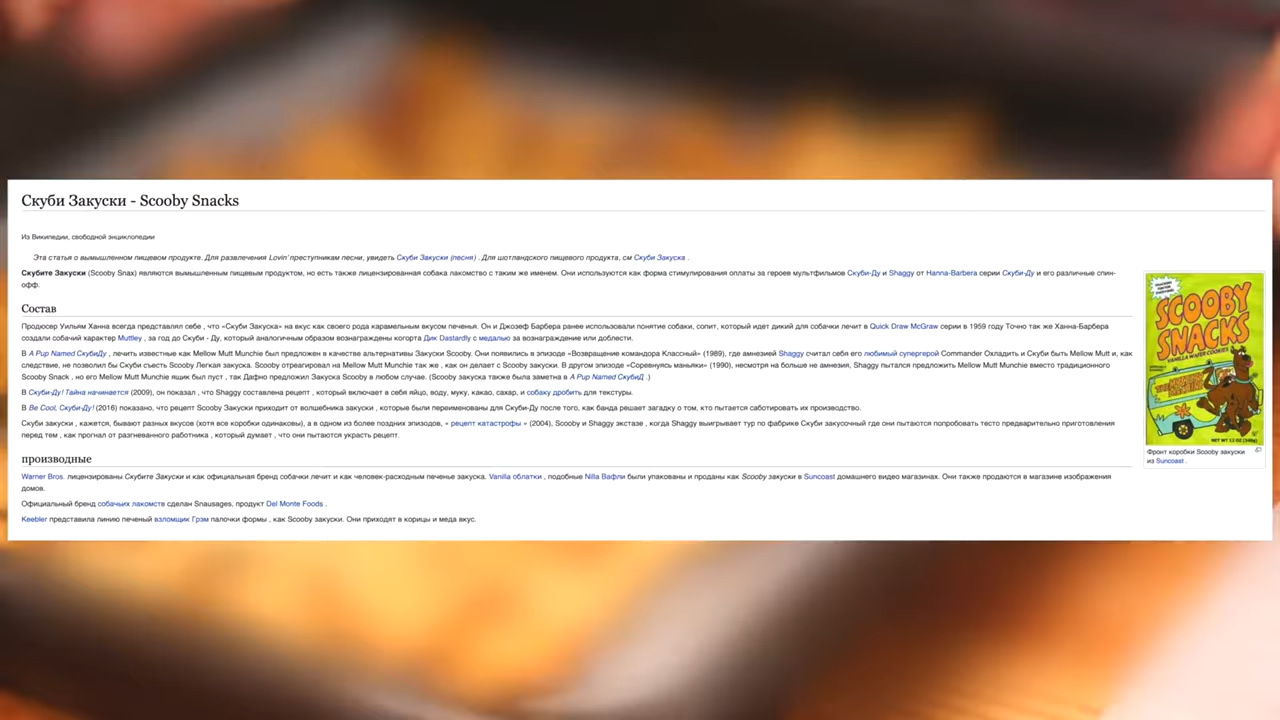 Скуби Закуски - Scooby Snacks
Из Википедии, свободной энциклопедии
Эта статья о вымышленном пищевом продукте. Для развлечения Lovin' преступникам песни, увидеть Скуби Закуски (песня) . Для шотландского пищевого продукта, см Скуби Закуска .
Скубите Закуски (Scooby Snax) являются вымышленным пищевым продуктом, но есть также лицензированная собака лакомство с таким же именем. Они используются как форма стимулирования оплаты за героев мультфильмов Скуби-Ду и Shaggy от Hanna-Barbera серии Скуби-Ду и его различные спин-
офф.
Состав
Продюсер Уильям Ханна всегда представлял себе , что «Скуби Закуска» на вкус как своего рода карамельным вкусом печенья. Он и Джозеф Барбера ранее использовали понятие собаки, сопит, который идет дикий для собачки лечит в Quick Draw McGraw серии в 1959 году Точно так же Ханна-Барбера
создали собачий характер Muttley , за год до Скуби - Ду, который аналогичным образом вознаграждены когорта Дик Dastardly с медалью за вознаграждение или доблести.
В A Pup Named СкубиДу , лечить известные как Mellow Mutt Munchie был предложен в качестве альтернативы Закуски Scooby. Они появились в эпизоде «Возвращение командора Классный» (1989), где амнезией Shaggy считал себя его любимый супергерой Commander Охладить и Скуби быть Mellow Mutt и, как
следствие, не позволил бы Скуби съесть Scooby Легкая закуска. Scooby отреагировал на Mellow Mutt Munchie так же , как он делает с Scooby закуски. В другом эпизоде «Соревнуясь маньяки» (1990), несмотря на больше не амнезия, Shaggy пытался предложить Mellow Mutt Munchie вместо традиционного
Scooby Snack , но его Mellow Mutt Munchie ящик был пуст , так Дафно предложил Закуска Scooby в любом случае. (Scooby закуска также была заметна в A Pup Named СкубиД .)
В Скуби-Ду! Тайна начинается (2009), он показал , что Shaggy составлена рецепт , который включает в себя яйцо, воду, муку, какао, сахар, и собаку дробить для текстуры.
В Be Cool, Скуби-Ду! (2016) показано, что рецепт Scooby Закуски приходит от волшебника закуски , которые были переименованы для Скуби-Ду после того, как банда решает загадку о том, кто пытается саботировать их производство.
Скуби закуски , кажется, бывают разных вкусов (хотя все коробки одинаковы), а в одном из более поздних эпизодов, « рецепт катастрофы » (2004), Scooby и Shaggy экстазе , когда Shaggy выигрывает тур по фабрике Скуби закусочный где они пытаются попробовать тесто предварительно приготовления
перед тем , как прогнал от разгневанного работника , который думает , что они пытаются украсть рецепт.
производные
Warner Bros. лицензированы Скубите Закуски и как официальная бренд собачки лечит и как человек-расходным печенье закуска. Vanilla облатки , подобные Nilla Вафли были упакованы и проданы как Scooby закуски в Suncoast домашнего видео магазинах. Они также продаются в магазине изображения
домов.
Официальный бренд собачьих лакомств сделан Snausages, продукт Del Monte Foods .
Keebler представила линию печеный взломщик Грэм палочки формы , как Scooby закуски. Они приходят в корицы и меда вкус.
SCOOBY
SNACKS
VANILLA WAFER COOKIES
NET WT 12 OZ (340g)
Фронт коробки Scooby закуски
из Suncoast .